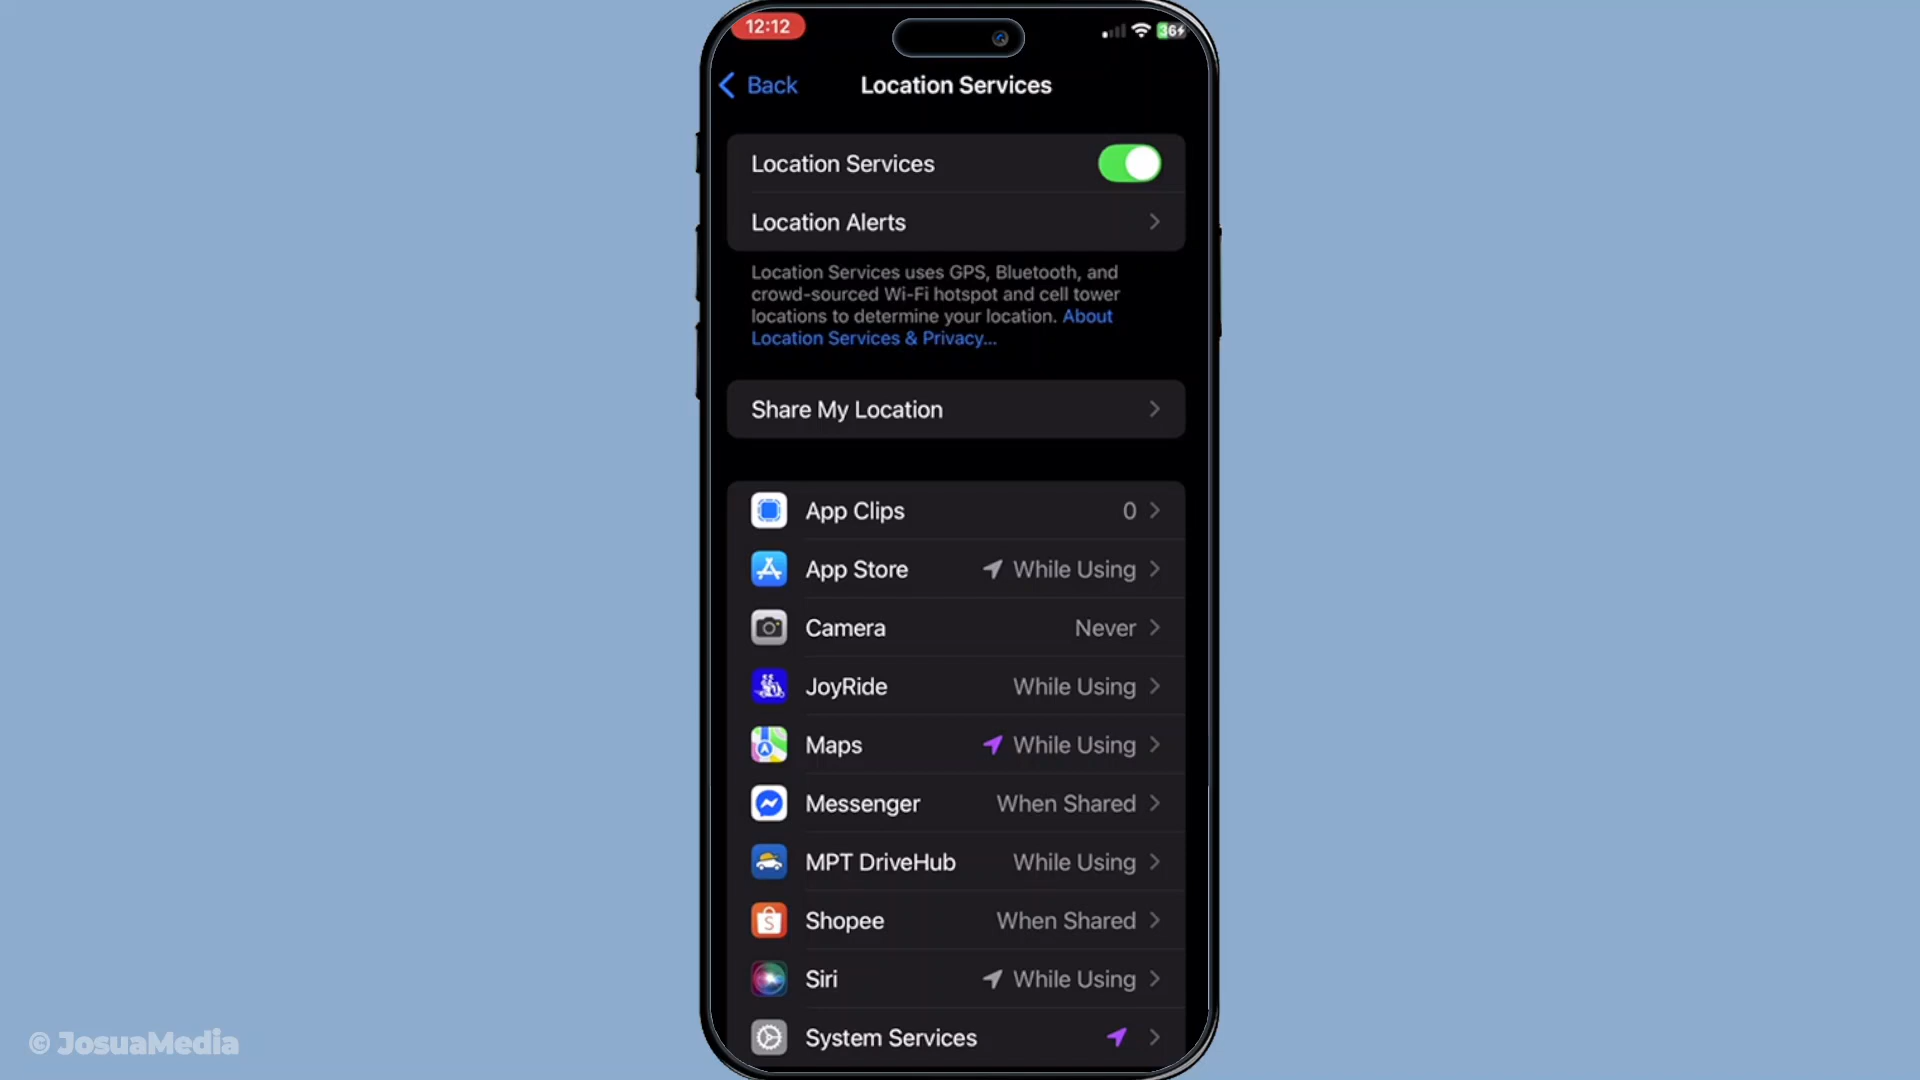 12:12
36
Back
Location Services
Location Services
Location Alerts
Location Services uses GPS, Bluetooth, and
crowd-sourced Wi-Fi hotspot and cell tower
locations to determine your location. About
Location Services & Privacy...
Share My Location
App Clips 0
App Store While Using
Camera Never
JoyRide While Using
Maps While Using
Messenger When Shared
MPT DriveHub While Using
Shopee When Shared
Siri While Using
System Services
© JosuaMedia